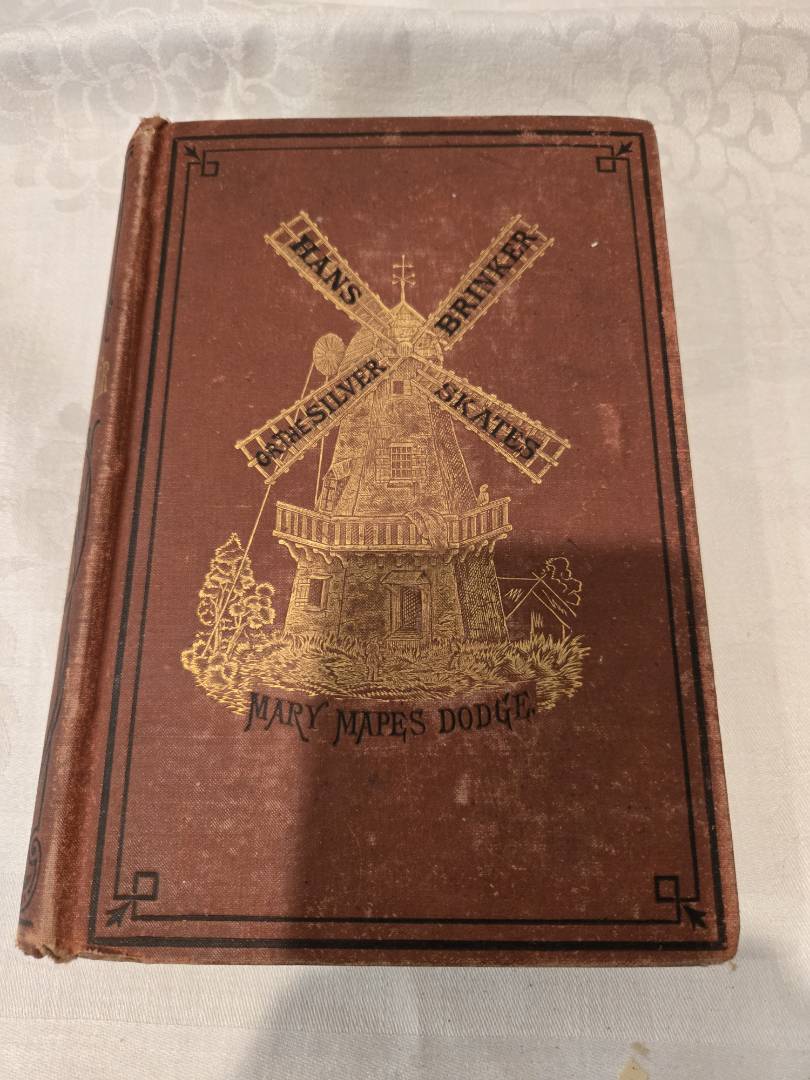 HANS
BRINKER
OR THE SILVER
SKATES
MARY MAPES DODGE.